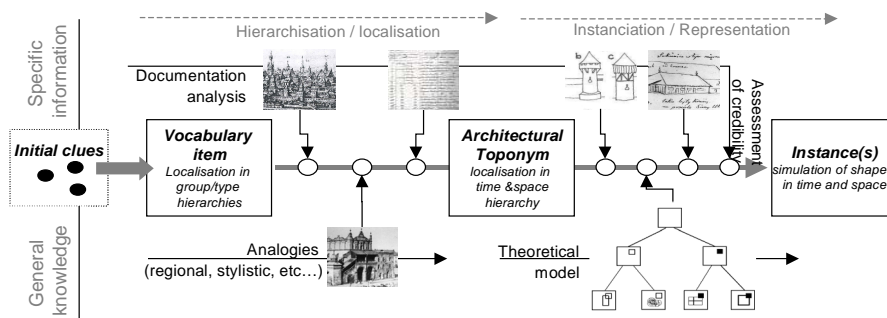 Hierarchisation / localisation
Instanciation / Representation
Specific
information
Documentation
analysis
b
c
Assessment
of credibility
Initial clues
Vocabulary
item
Localisation in
group/type
hierarchies
Architectural
Toponym
localisation in
time &space
hierarchy
Instance(s)
simulation of shape
in time and space
General
knowledge
Analogies
(regional, stylistic, etc…)
Theoretical
model